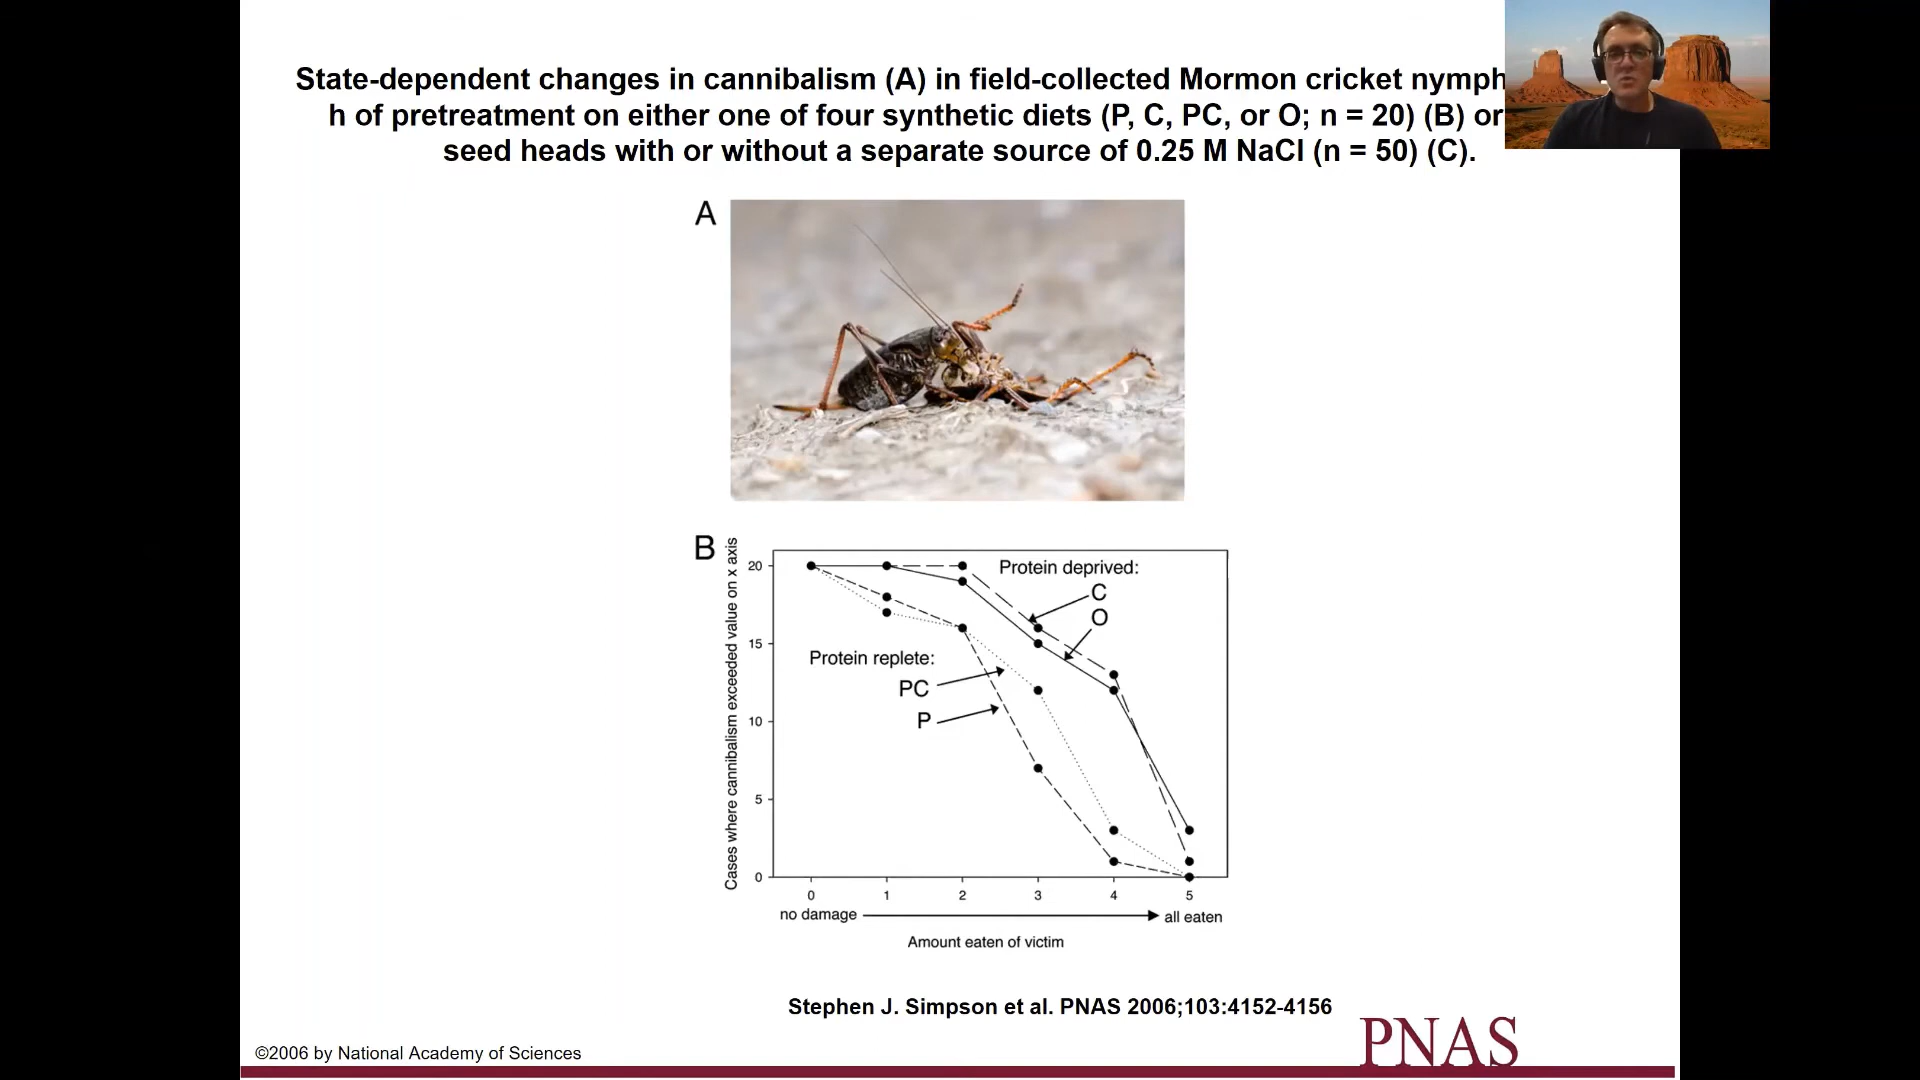 State-dependent changes in cannibalism (A) in field-collected Mormon cricket nymph
h of pretreatment on either one of four synthetic diets (P, C, PC, or O; n = 20) (B) or
seed heads with or without a separate source of 0.25 M NaCl (n = 50) (C).
A
B
Cases where cannibalism exceeded value on x axis
20
15
10
5
0
Protein deprived:
C
O
Protein replete:
PC
P
0 1 2 3 4 5
no damage all eaten
Amount eaten of victim
Stephen J. Simpson et al. PNAS 2006;103:4152-4156
©2006 by National Academy of Sciences
PNAS